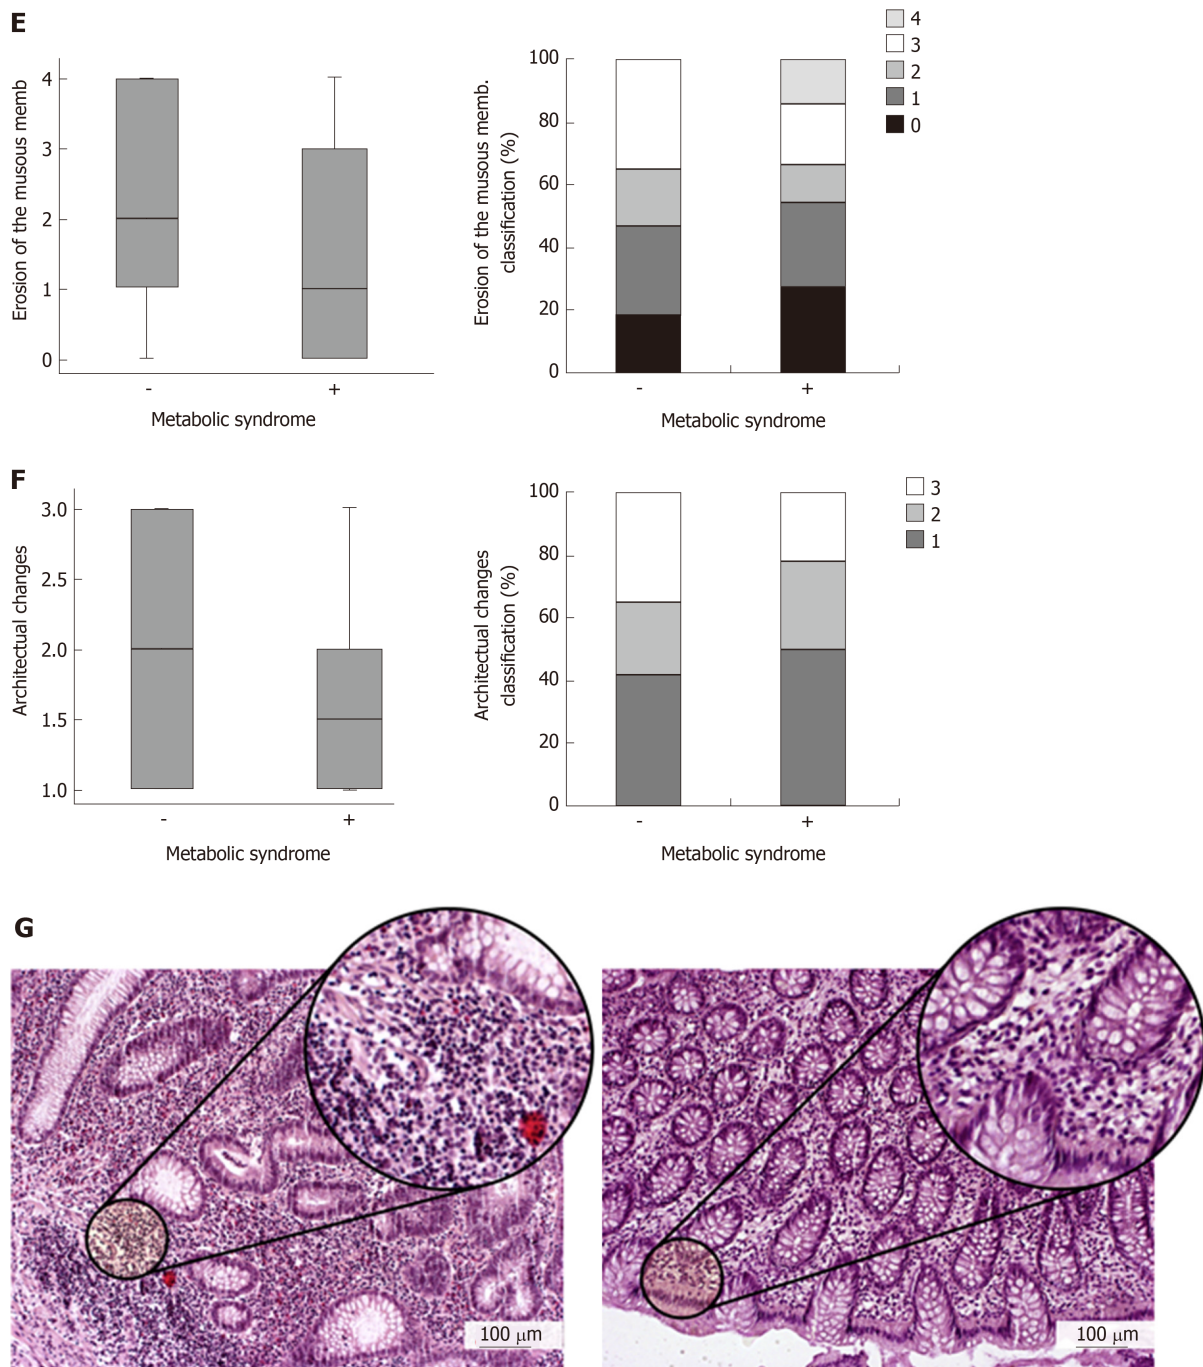 E
Erosion of the musous memb
4
3
2
1
0
-
+
Metabolic syndrome
Erosion of the musous memb.
classification (%)
100
80
60
40
20
0
-
+
Metabolic syndrome
4
3
2
1
0
F
Architectual changes
3.0
2.5
2.0
1.5
1.0
-
+
Metabolic syndrome
Architectual changes
classification (%)
100
80
60
40
20
0
-
+
Metabolic syndrome
3
2
1
G
100 μm
100 μm